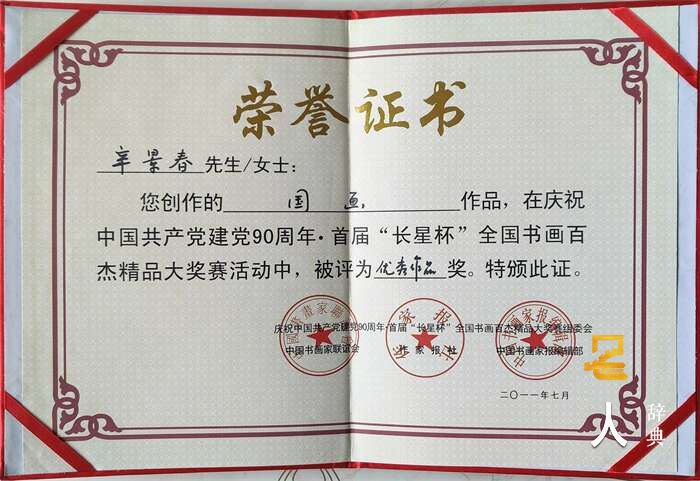 荣誉证书
辛景春 先生/女士：
您创作的 国画 作品，在庆祝
中国共产党建党90周年·首届“长星杯”全国书画百
杰精品大奖赛活动中，被评为 优秀作品 奖。特颁此证。
庆祝中国共产党建党90周年·首届“长星杯”全国书画百杰精品大奖赛组委会
中国书画家联谊会 作家报社 中国书画家报编辑部
二〇一一年七月
名人辞典